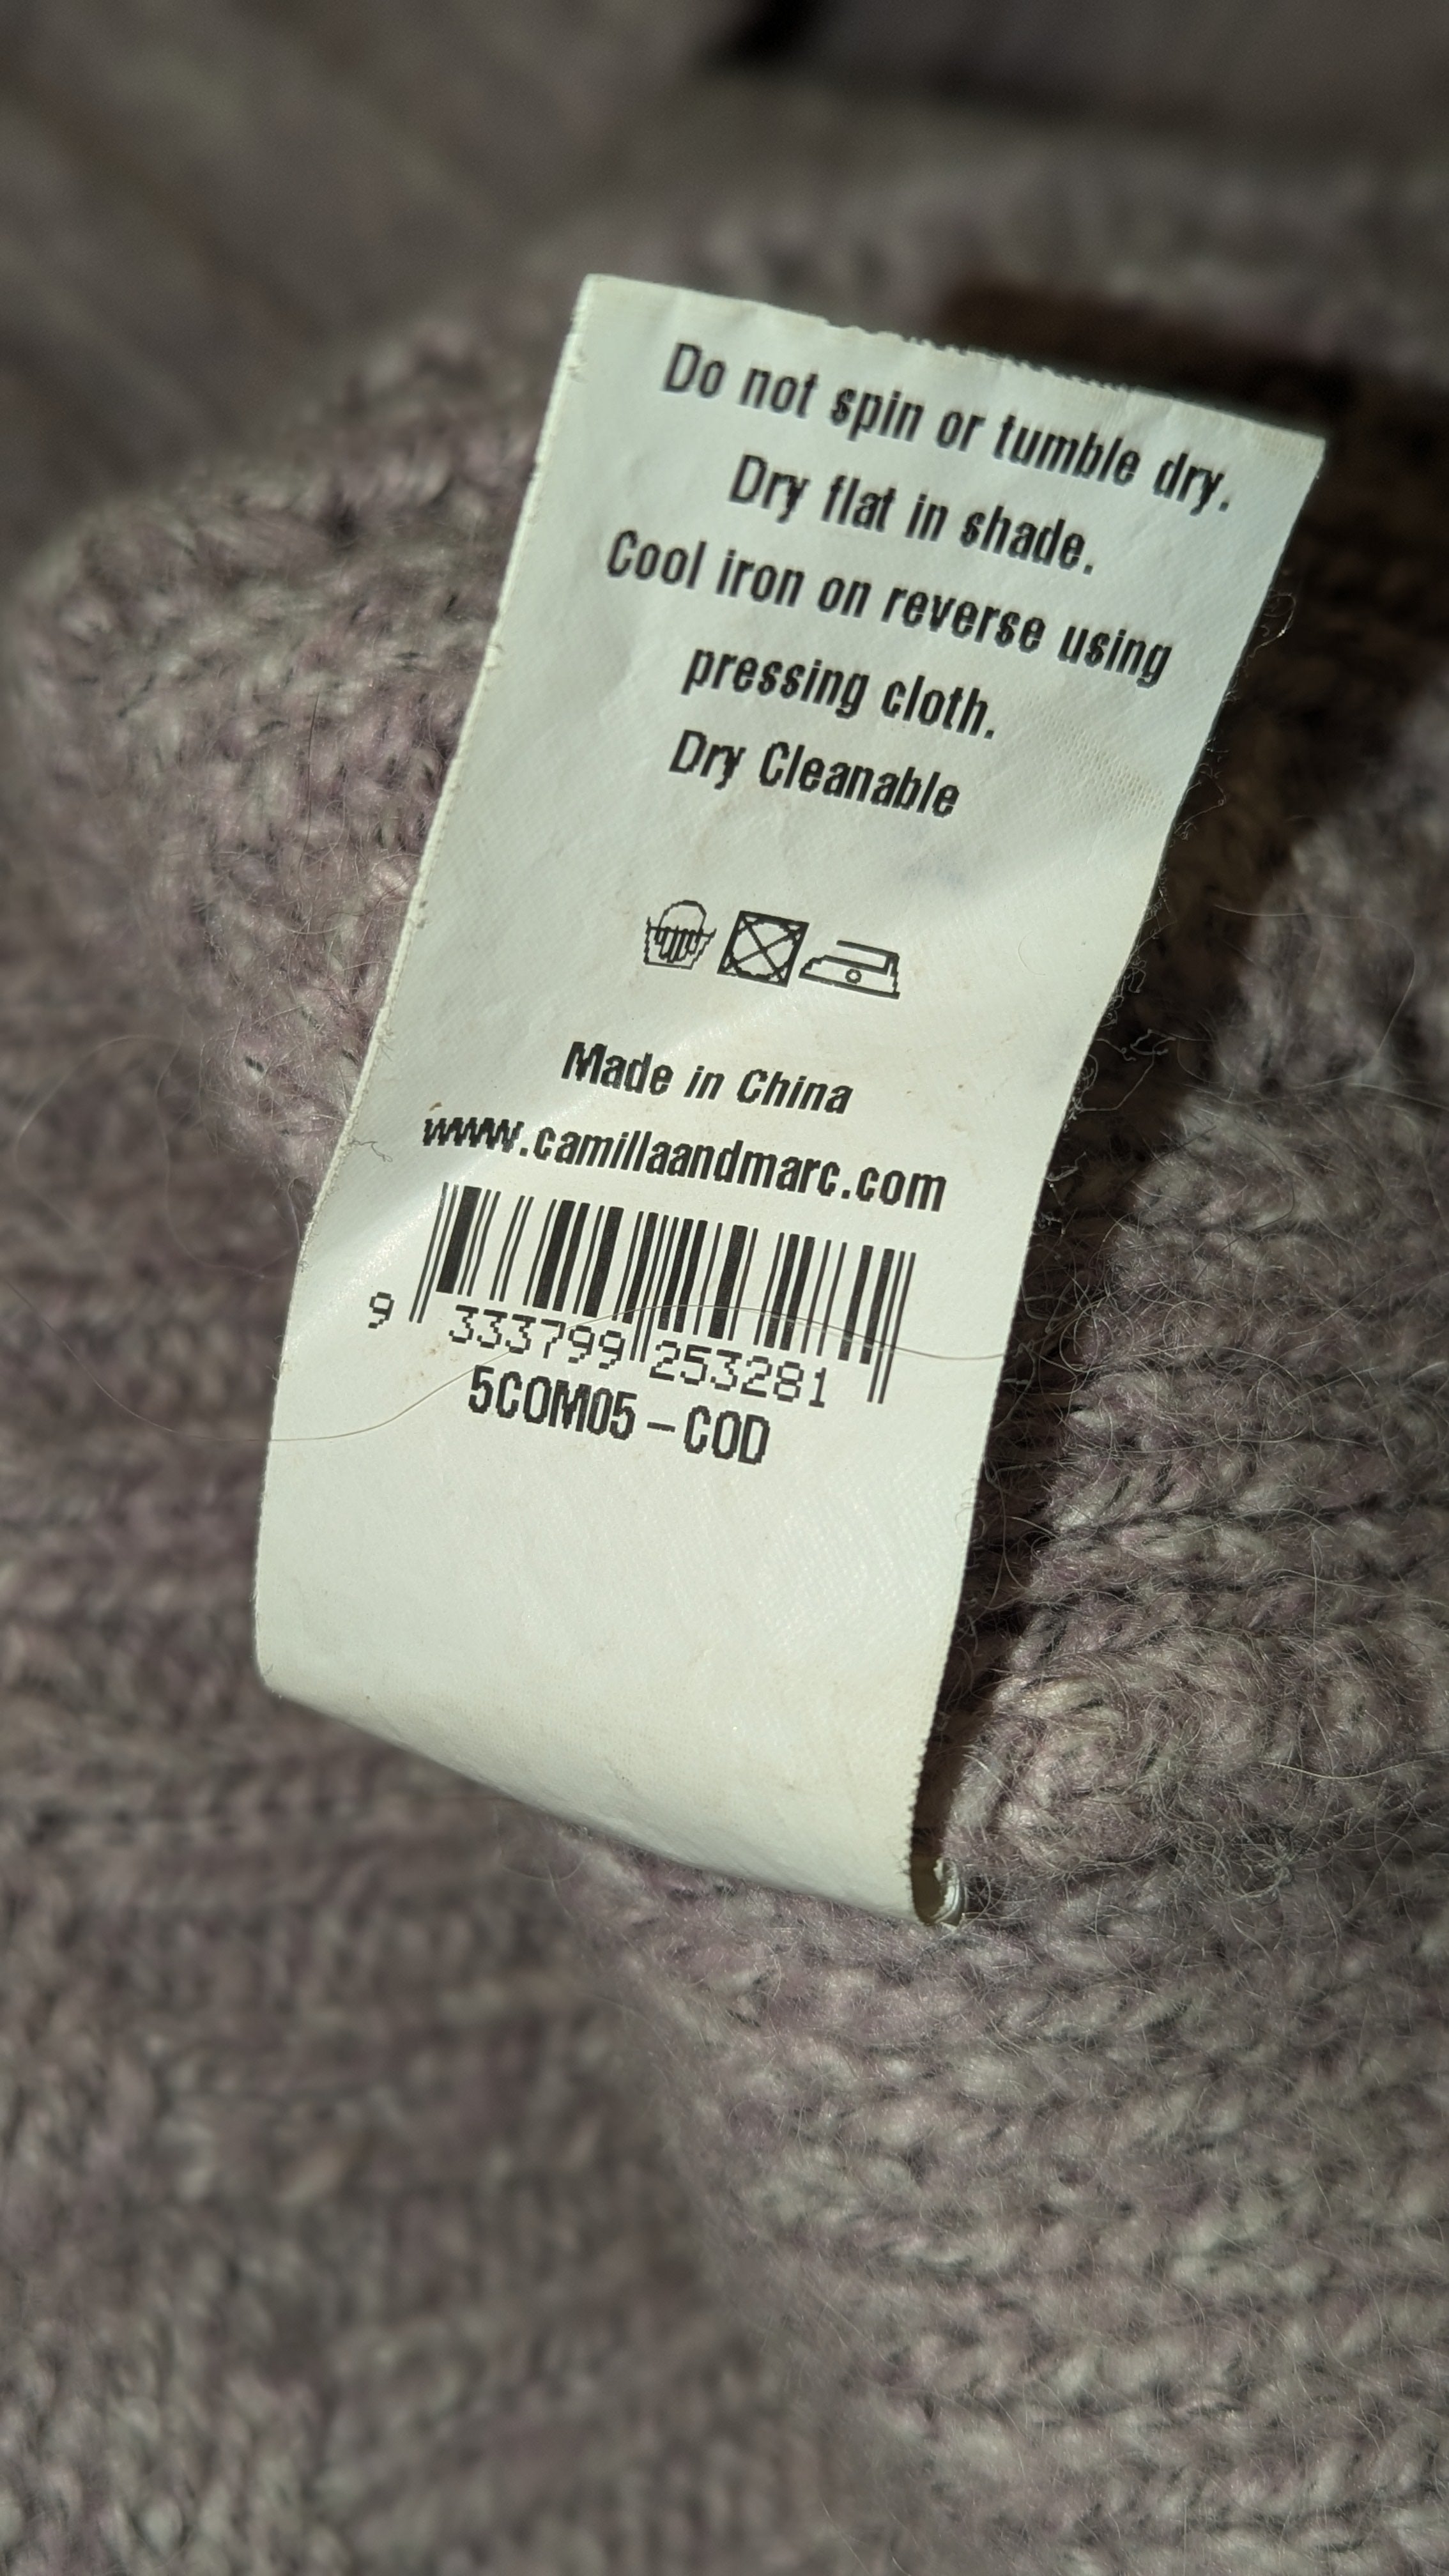 Do not spin or tumble dry.
Dry flat in shade.
Cool iron on reverse using
pressing cloth.
Dry Cleanable
Made in China
www.camillaandmarc.com
9 333799 253281
5COM05-COD